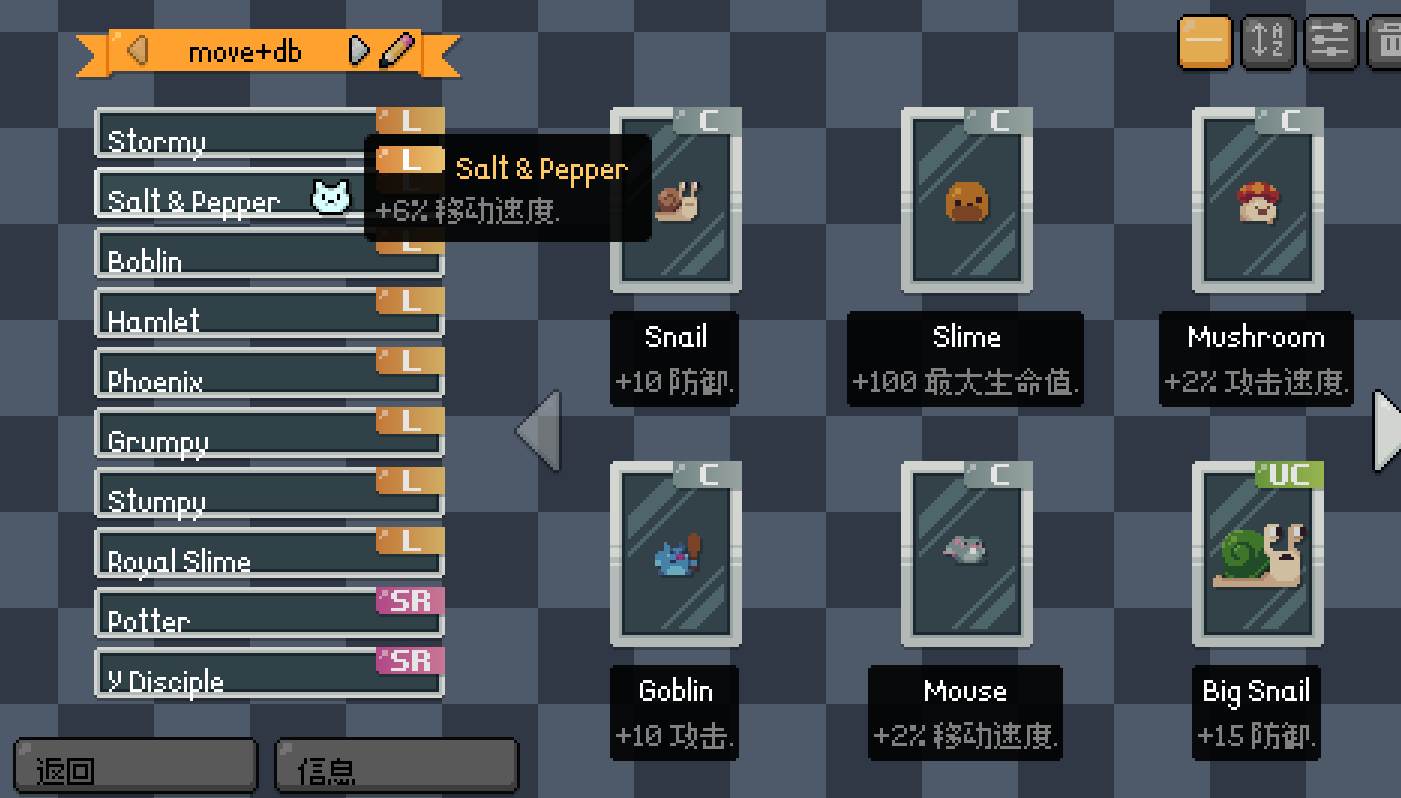 move+db
Stormy
L
Salt & Pepper
L
Salt & Pepper
+6% 移动速度.
Boblin
L
Hamlet
L
Phoenix
L
Grumpy
L
Stumpy
L
Royal Slime
L
Potter
SR
Y Disciple
SR
返回
信息
A
Z
C
Snail
+10 防御.
C
Slime
+100 最大生命值.
C
Mushroom
+2% 攻击速度.
C
Goblin
+10 攻击.
C
Mouse
+2% 移动速度.
UC
Big Snail
+15 防御.